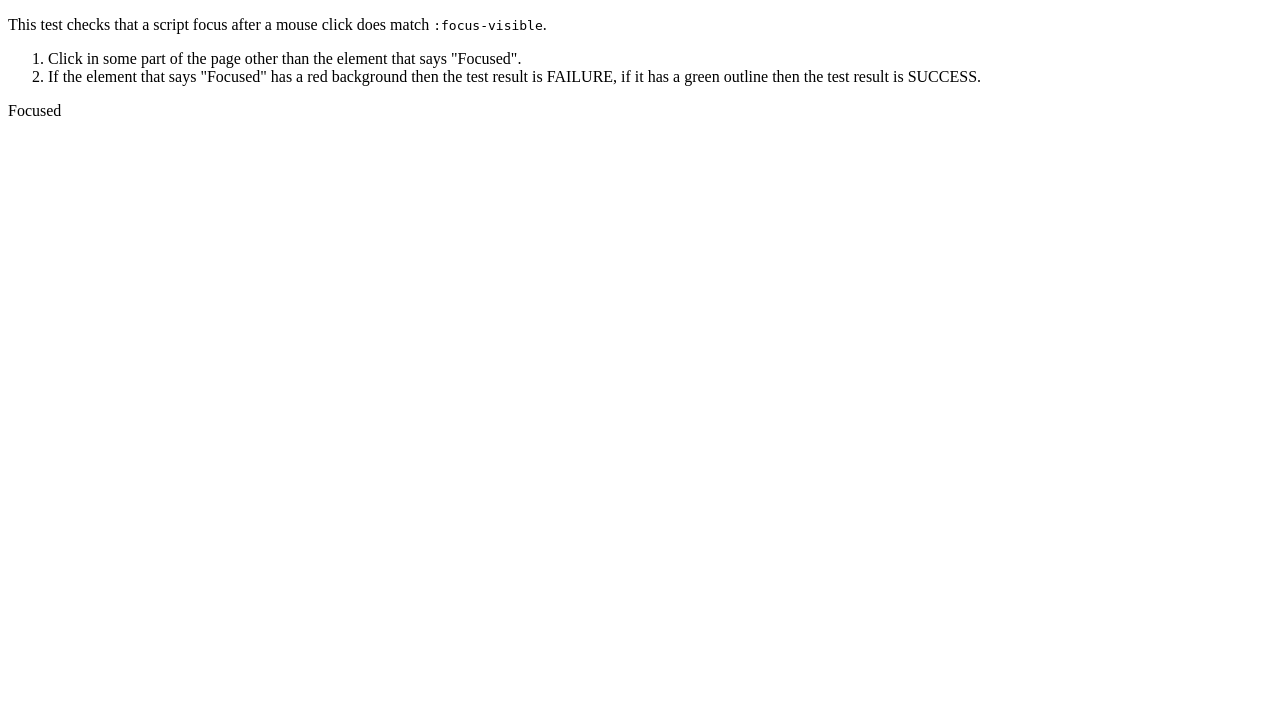 This test checks that a script focus after a mouse click does match :focus-visible.
1. Click in some part of the page other than the element that says "Focused".
2. If the element that says "Focused" has a red background then the test result is FAILURE, if it has a green outline then the test result is SUCCESS.
Focused